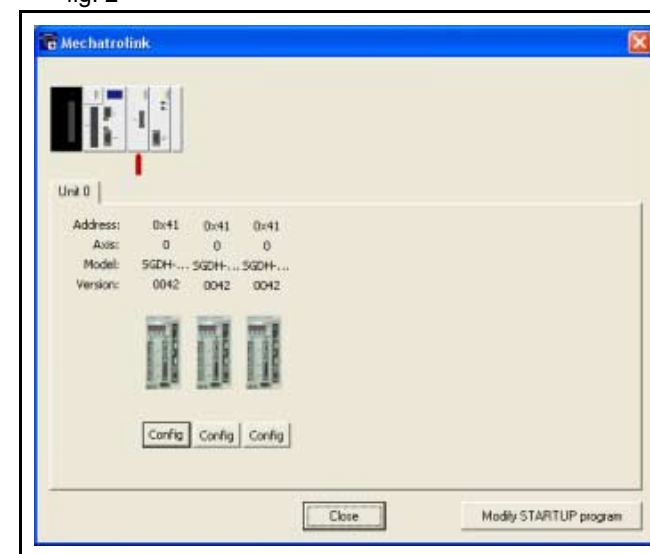 fig. 2
Mechatrolink
Unit 0
Address: 0x41 0x41 0x41
Axis: 0 0 0
Model: SGDH-... SGDH-... SGDH-...
Version: 0042 0042 0042
Config Config Config
Close Modify STARTUP program